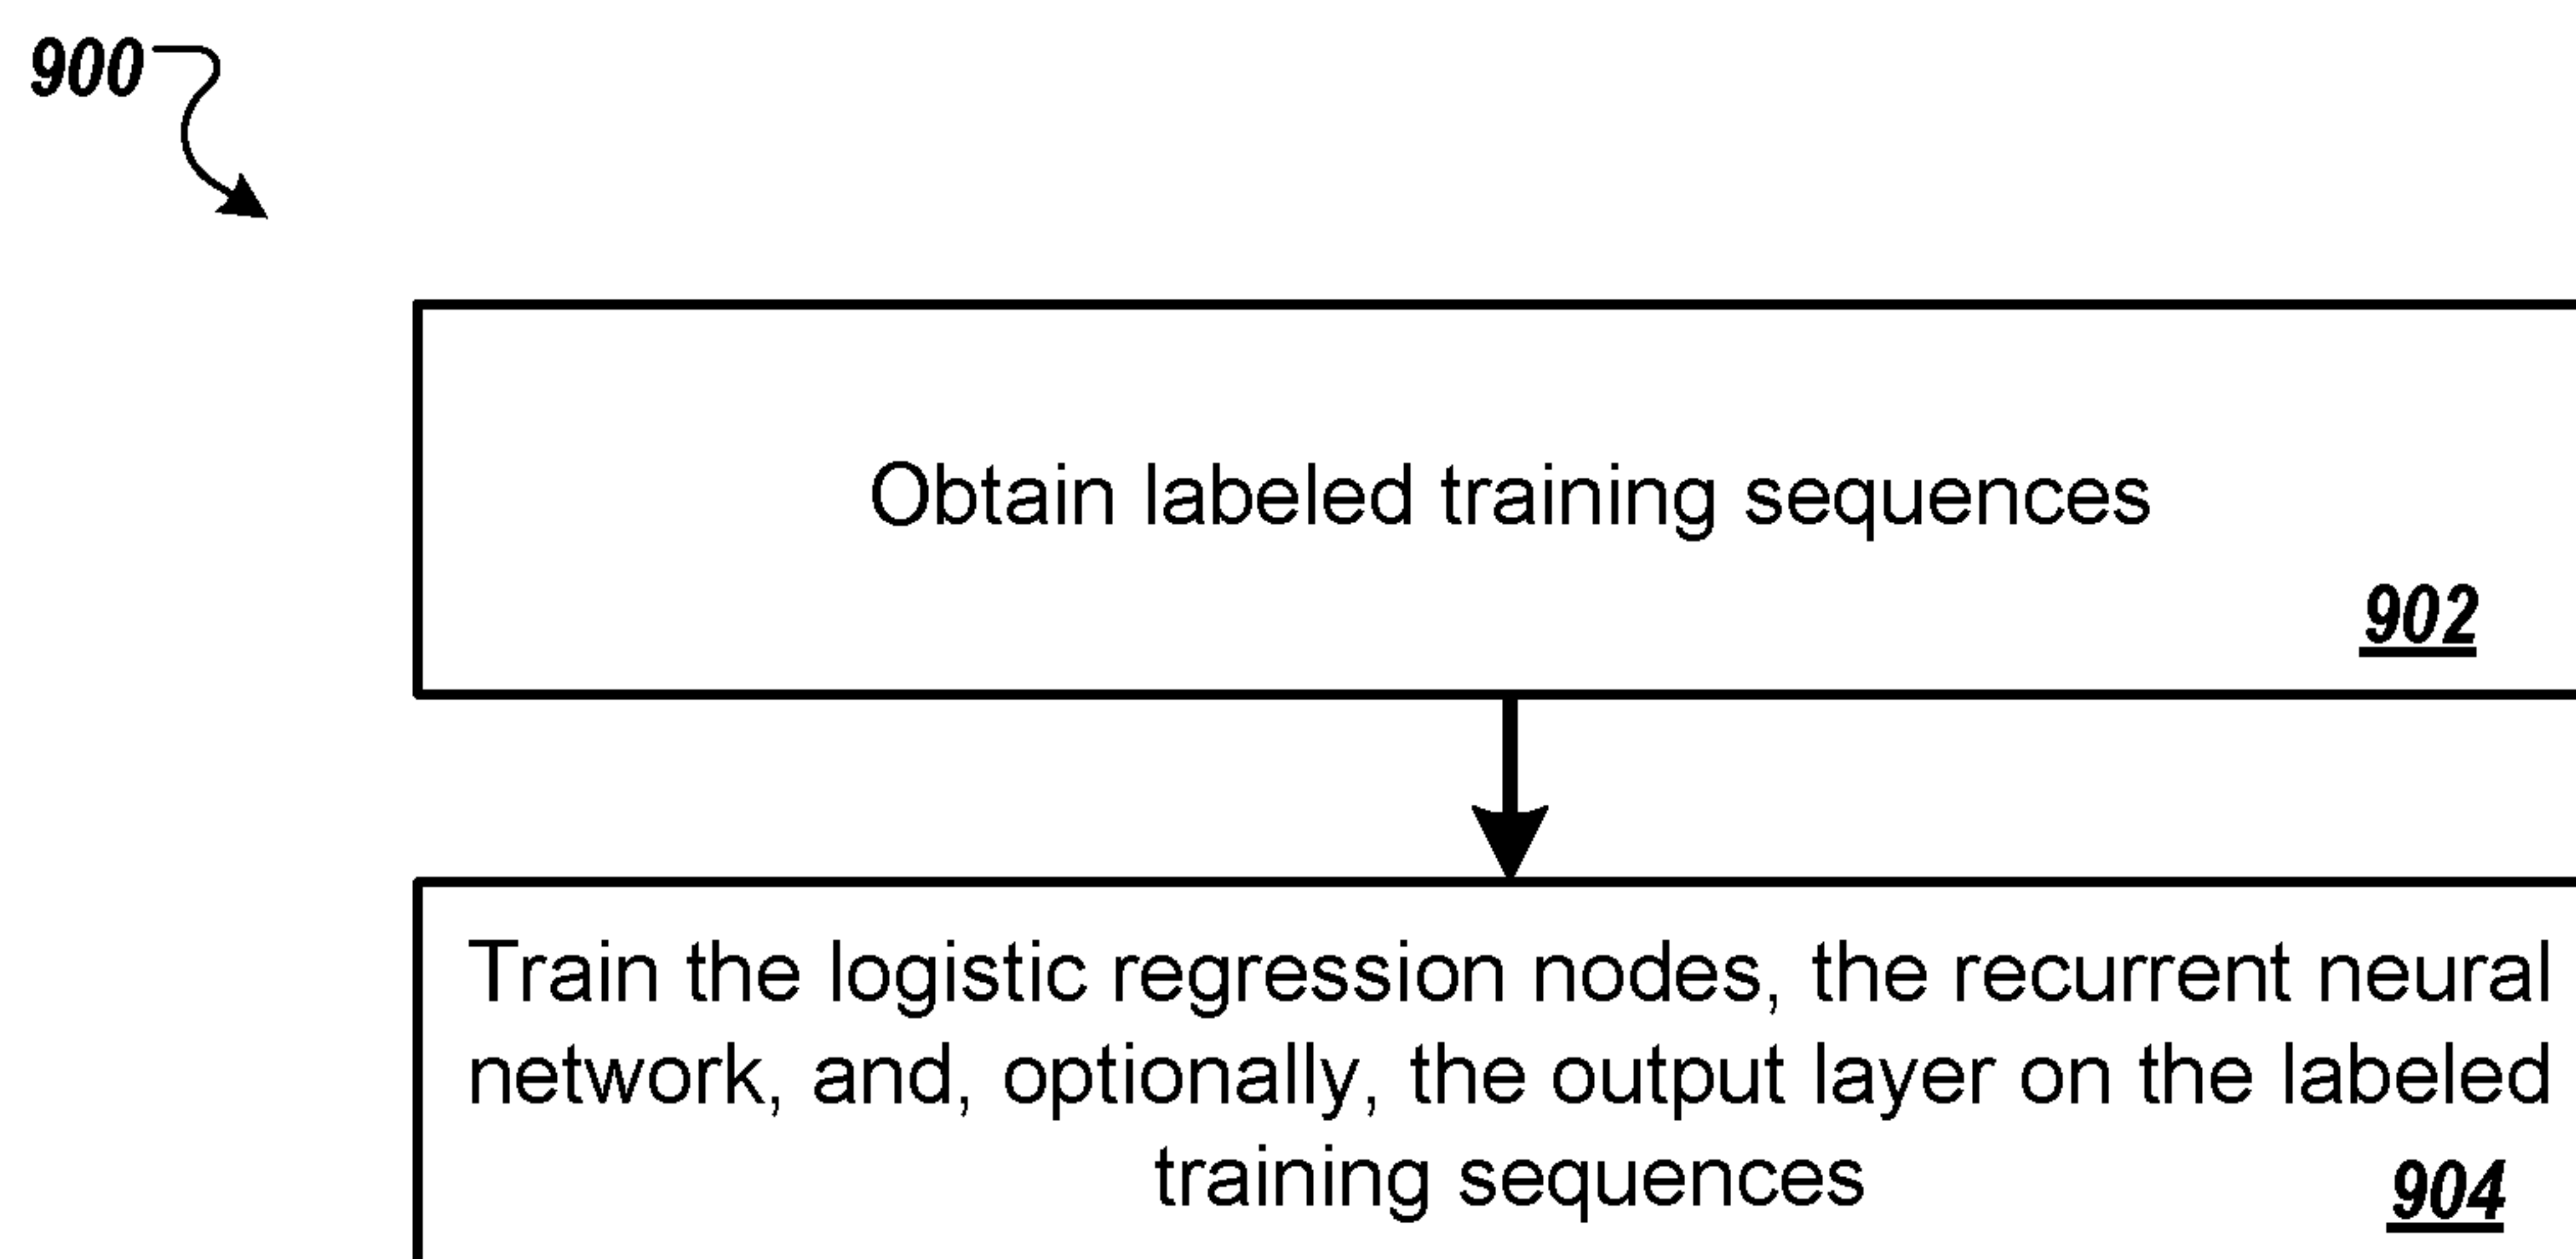 900
Obtain labeled training sequences
902
Train the logistic regression nodes, the recurrent neural
network, and, optionally, the output layer on the labeled
training sequences
904